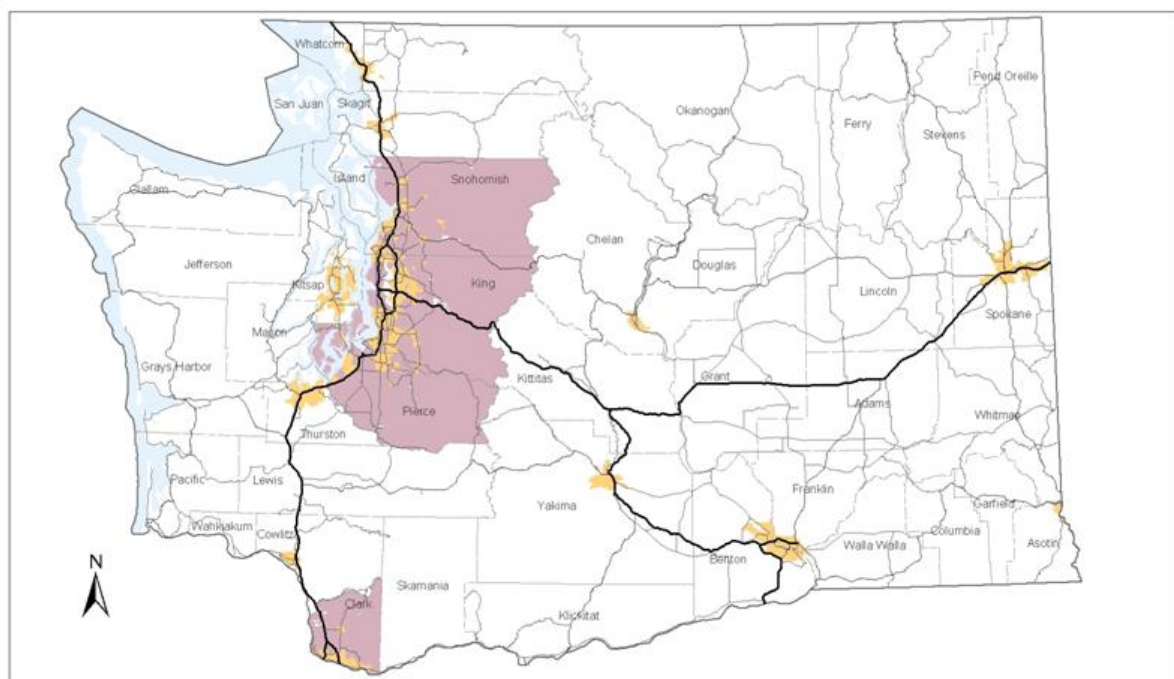 Whatcom
Pend Oreille
San Juan
Skagit
Okanogan
Ferry
Stevens
Island
Snohomish
Clallam
Chelan
Jefferson
Douglas
King
Kitsap
Lincoln
Spokane
Mason
Grays Harbor
Kittitas
Grant
Adams
Pierce
Whitman
Thurston
Pacific
Lewis
Yakima
Franklin
Garfield
Wahkiakum
Cowlitz
Columbia
Walla Walla
Asotin
Benton
N
Skamania
Clark
Klickitat